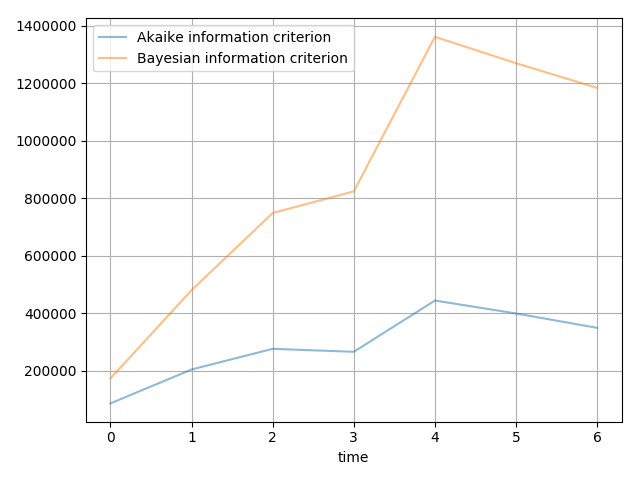 Akaike information criterion
Bayesian information criterion
1400000
1200000
1000000
800000
600000
400000
200000
0 1 2 3 4 5 6
time